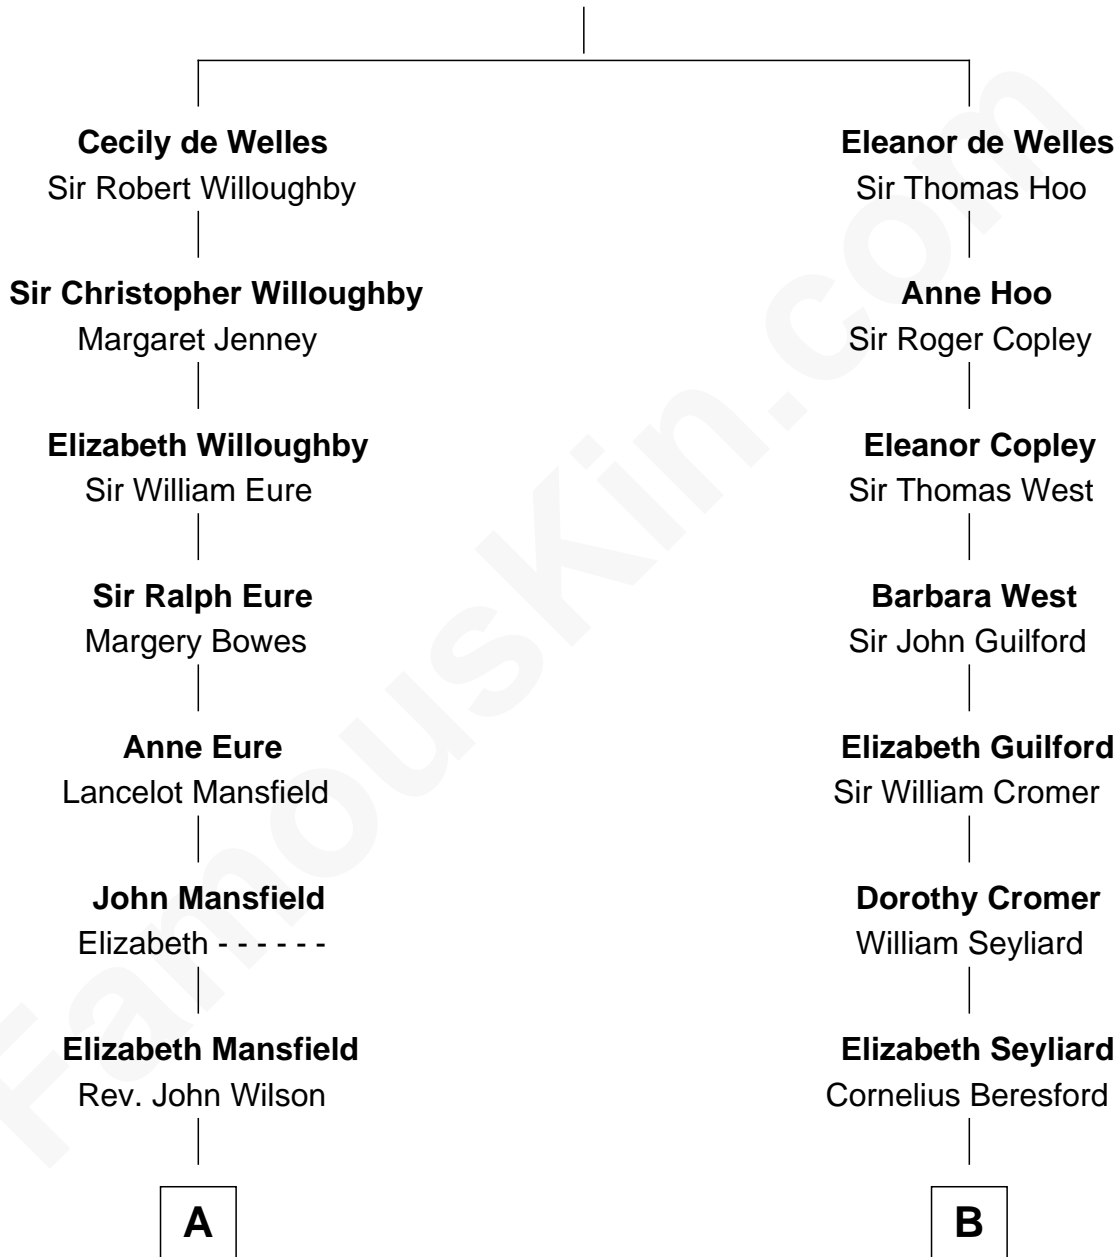 Cecily de Welles
Sir Robert Willoughby
Sir Christopher Willoughby
Margaret Jenney
Elizabeth Willoughby
Sir William Eure
Sir Ralph Eure
Margery Bowes
Anne Eure
Lancelot Mansfield
John Mansfield
Elizabeth - - - - - -
Elizabeth Mansfield
Rev. John Wilson
A
Eleanor de Welles
Sir Thomas Hoo
Anne Hoo
Sir Roger Copley
Eleanor Copley
Sir Thomas West
Barbara West
Sir John Guilford
Elizabeth Guilford
Sir William Cromer
Dorothy Cromer
William Seyliard
Elizabeth Seyliard
Cornelius Beresford
B
FamousKin.com